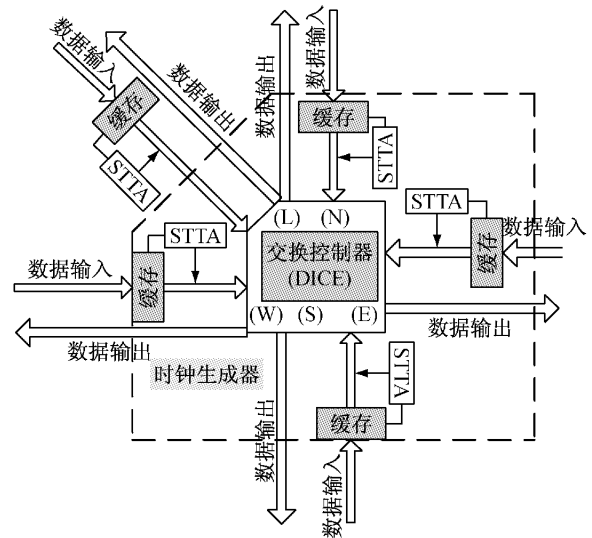 数据输入
数据输出
缓存
STTA
数据输出
数据输入
缓存
STTA
STTA
数据输入
缓存
数据输出
(L)
(N)
交换控制器
(DICE)
(W)
(S)
(E)
STTA
数据输入
缓存
数据输出
时钟生成器
STTA
缓存
数据输出
数据输入